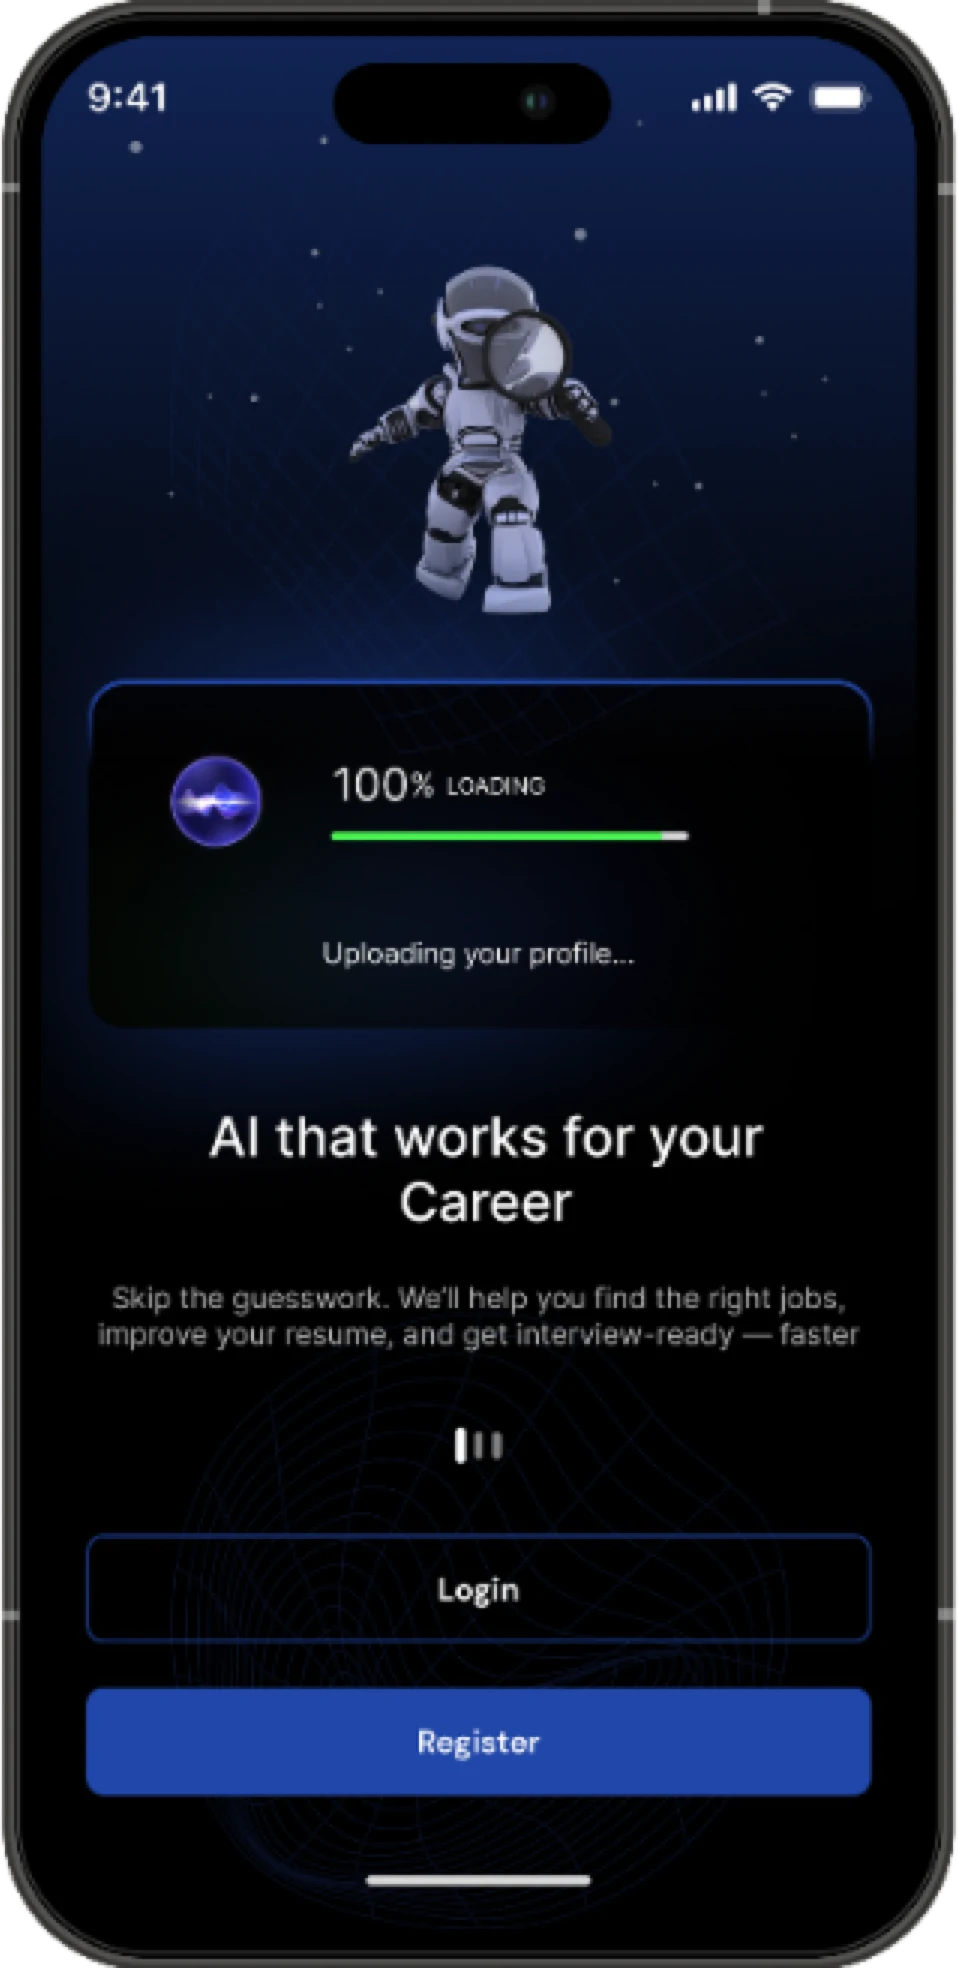 9:41
100% LOADING
Uploading your profile...
AI that works for your
Career
Skip the guesswork. We'll help you find the right jobs,
improve your resume, and get interview-ready — faster
Login
Register